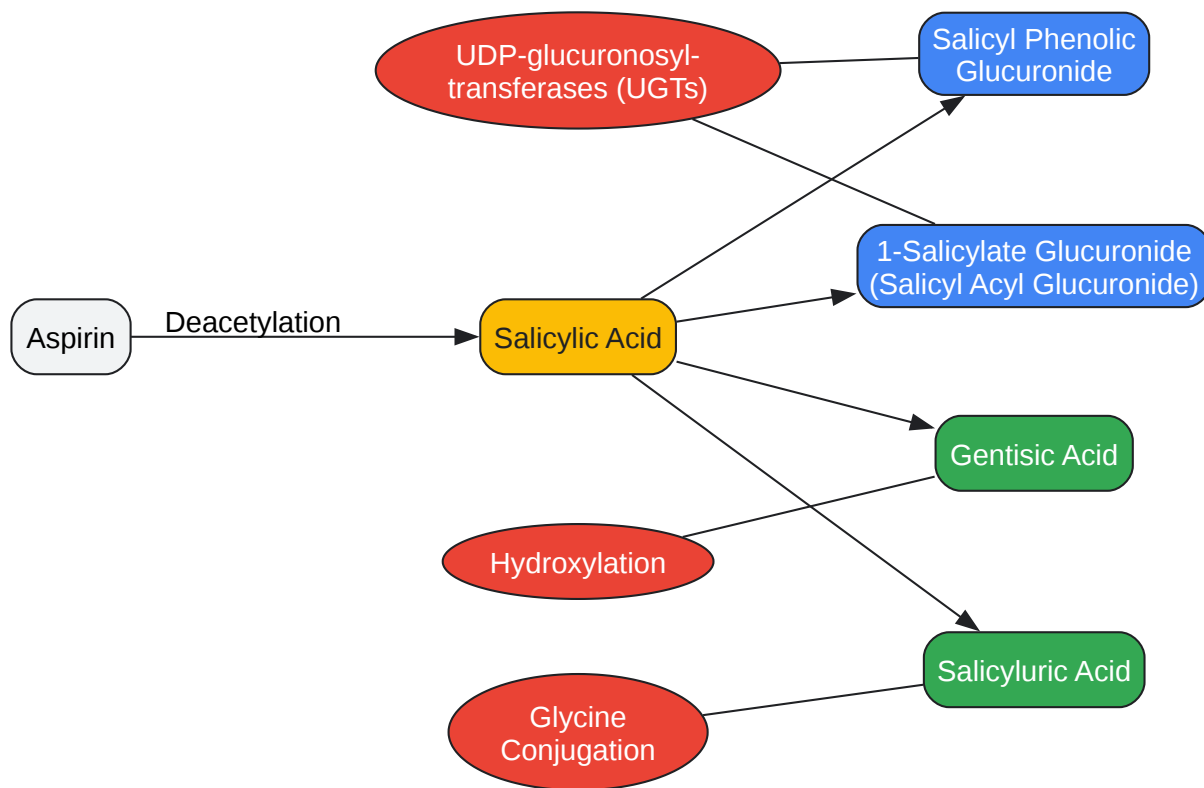 UDP-glucuronosyl-
transferases (UGTs)
Salicyl Phenolic
Glucuronide
1-Salicylate Glucuronide
(Salicyl Acyl Glucuronide)
Aspirin
Deacetylation
Salicylic Acid
Gentisic Acid
Hydroxylation
Salicyluric Acid
Glycine
Conjugation